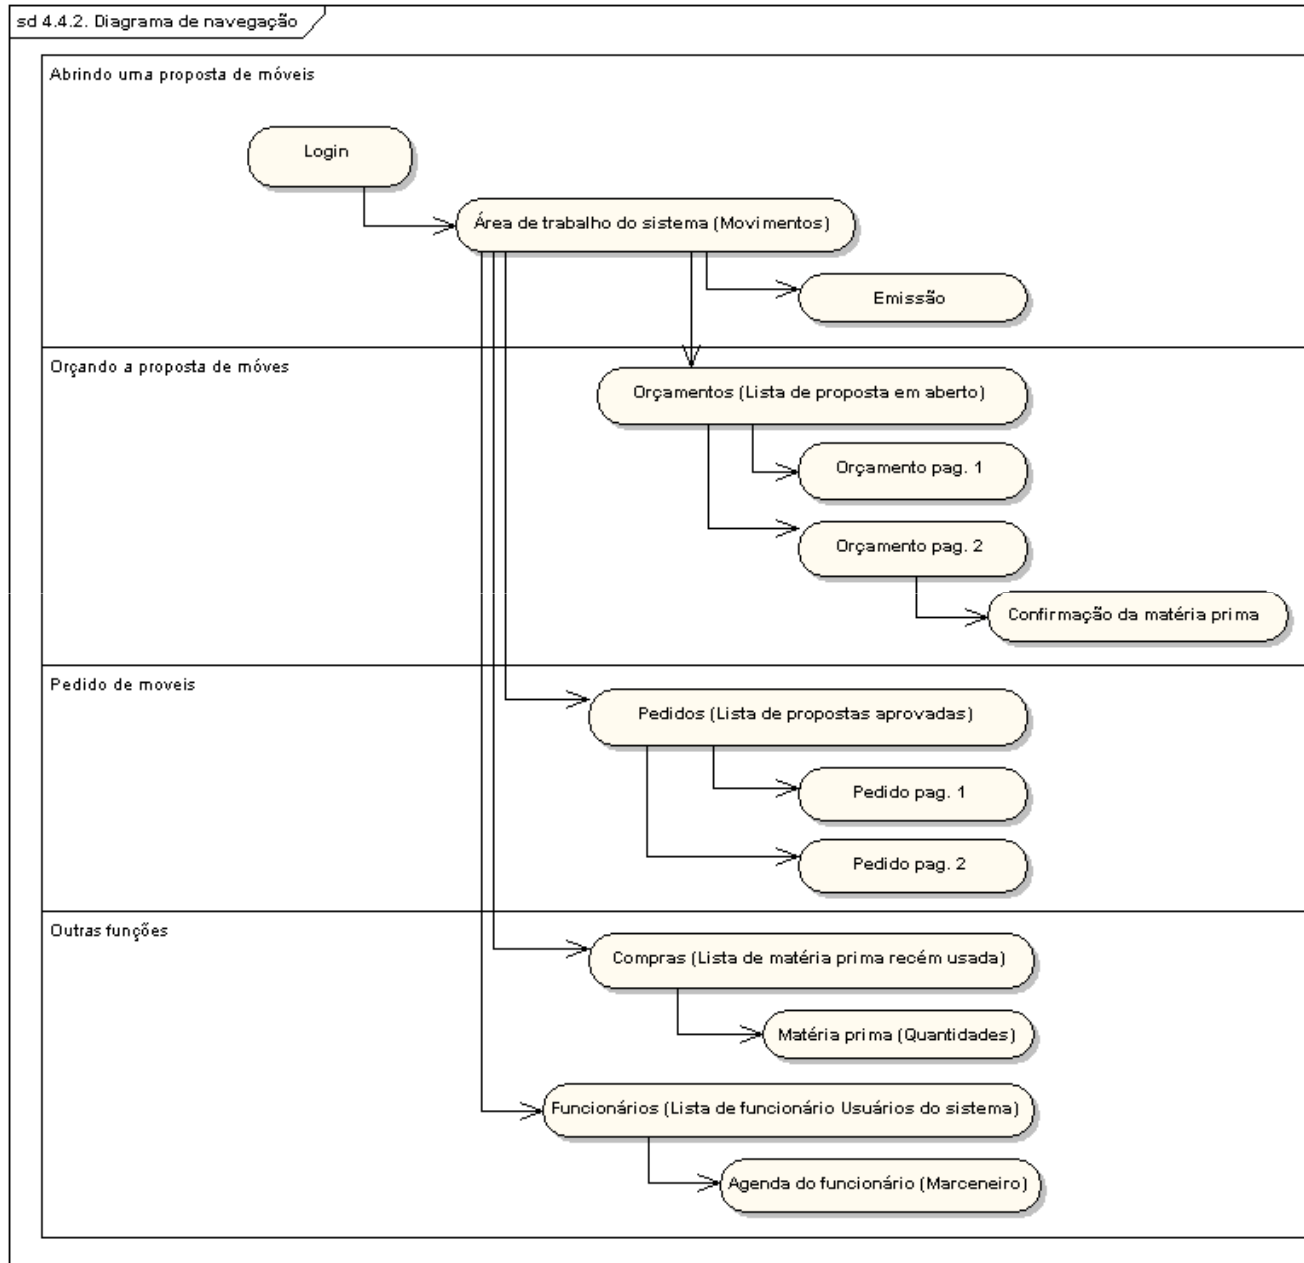 sd 4.4.2. Diagrama de navegação
Abrindo uma proposta de móveis
Login
Área de trabalho do sistema (Movimentos)
Emissão
Orçando a proposta de móves
Orçamentos (Lista de proposta em aberto)
Orçamento pag. 1
Orçamento pag. 2
Confirmação da matéria prima
Pedido de moveis
Pedidos (Lista de propostas aprovadas)
Pedido pag. 1
Pedido pag. 2
Outras funções
Compras (Lista de matéria prima recém usada)
Matéria prima (Quantidades)
Funcionários (Lista de funcionário Usuários do sistema)
Agenda do funcionário (Marceneiro)